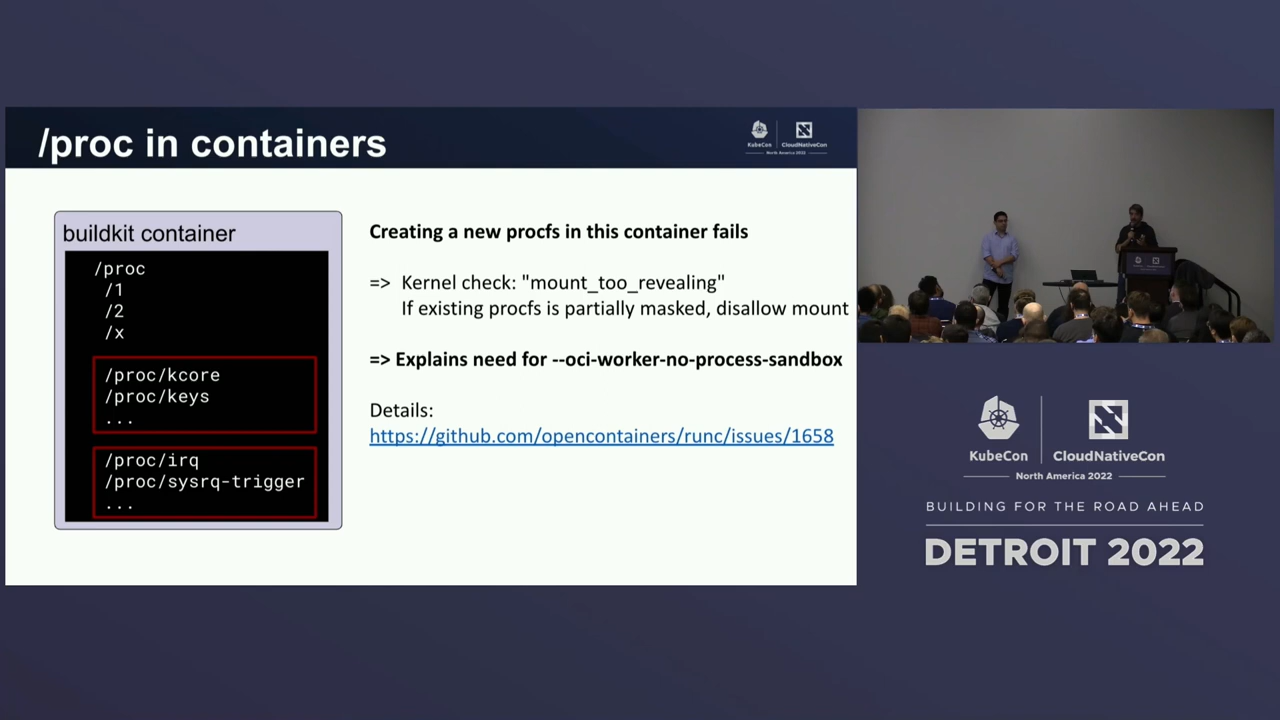 /proc in containers
KubeCon
CloudNativeCon
North America 2022
buildkit container
/proc
/1
/2
/x
/proc/kcore
/proc/keys
...
/proc/irq
/proc/sysrq-trigger
...
Creating a new procfs in this container fails
=> Kernel check: "mount_too_revealing"
If existing procfs is partially masked, disallow mount
=> Explains need for --oci-worker-no-process-sandbox
Details:
https://github.com/opencontainers/runc/issues/1658
KubeCon
CloudNativeCon
North America 2022
BUILDING FOR THE ROAD AHEAD
DETROIT 2022